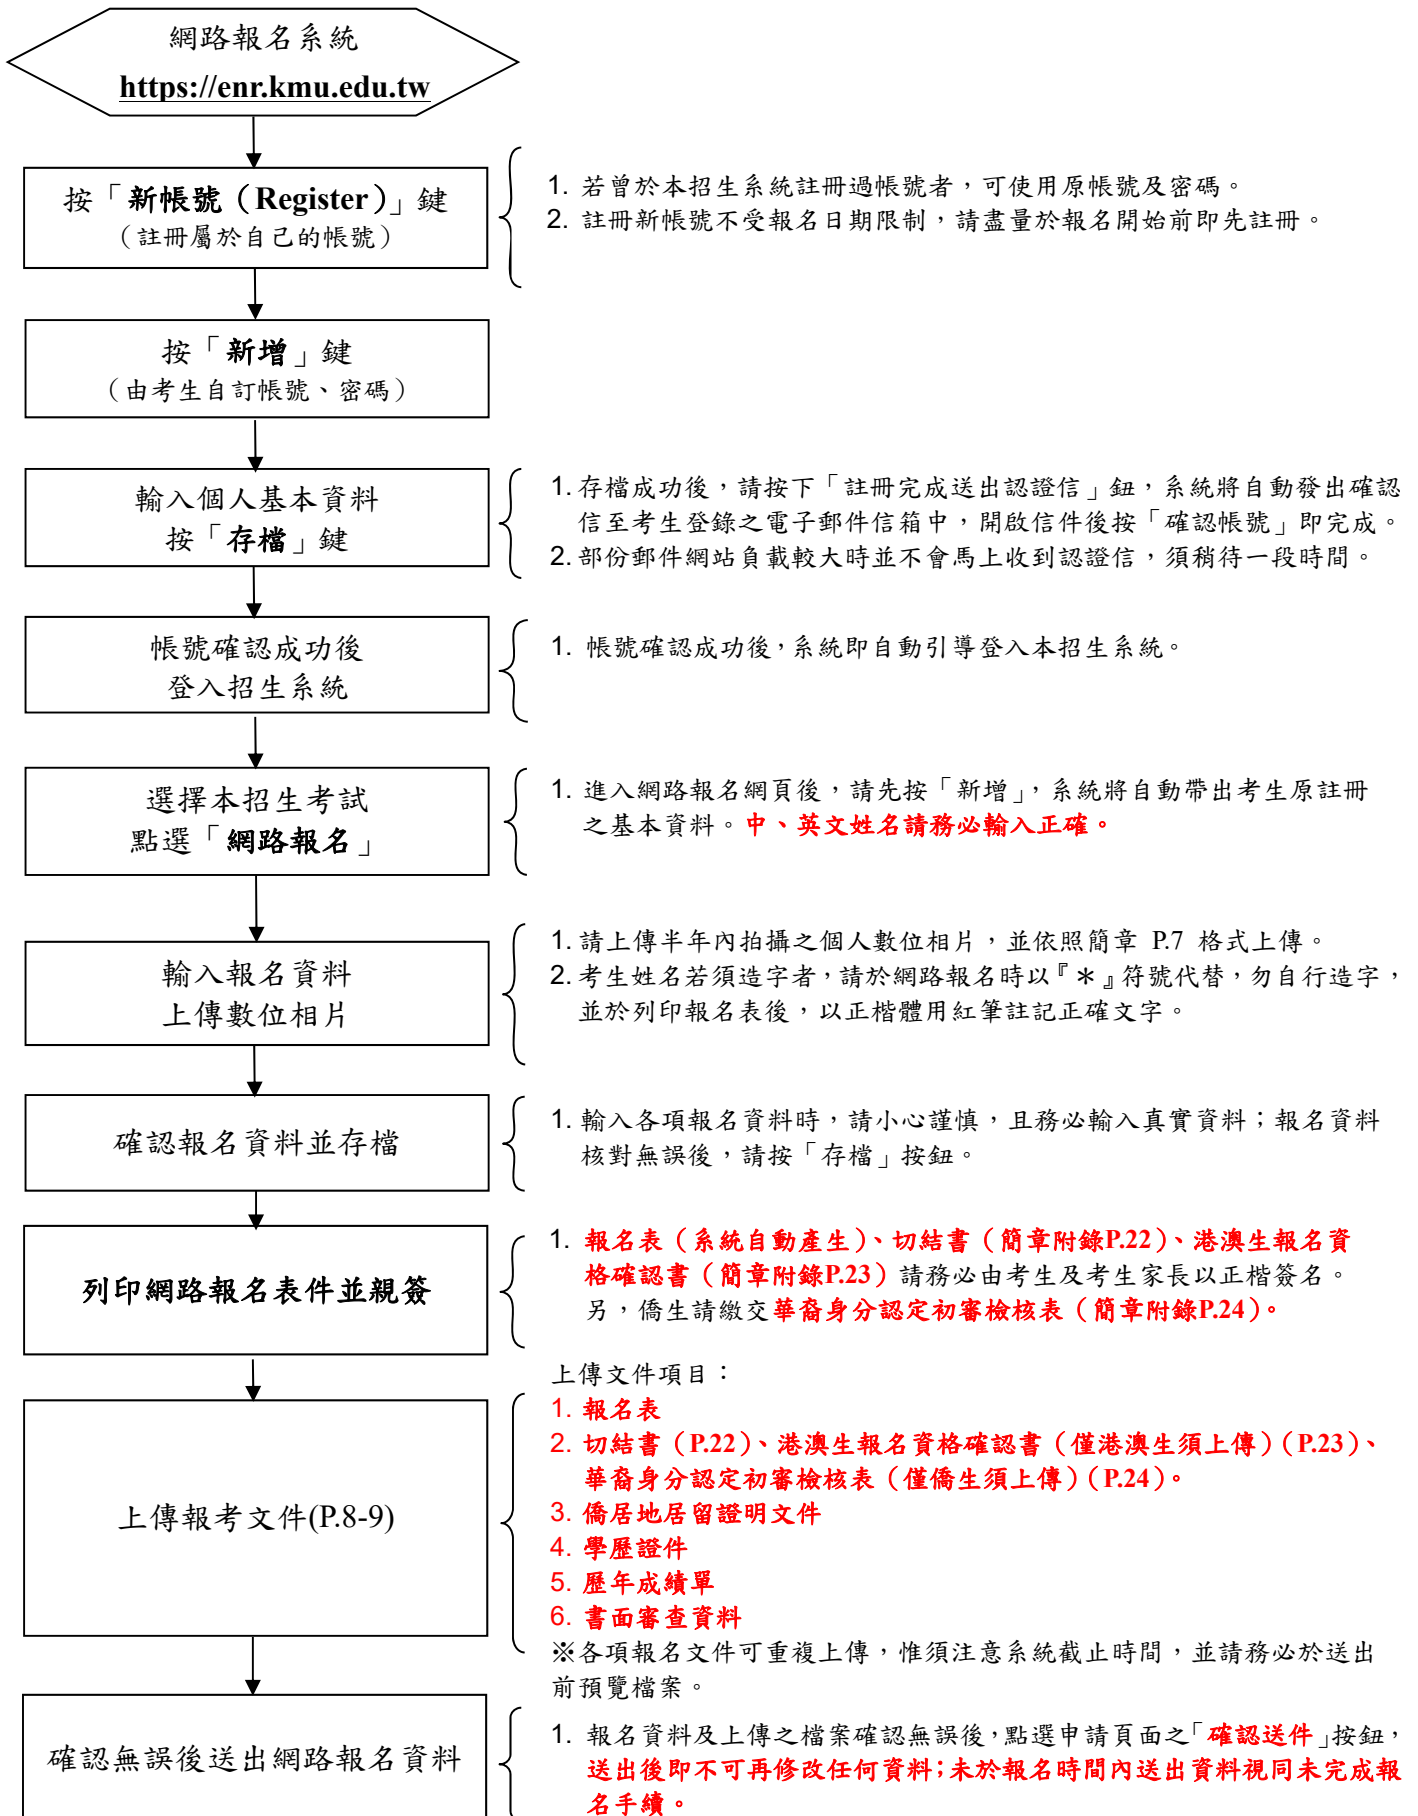 網路報名系統
https://enr.kmu.edu.tw
按「新帳號（Register）」鍵
（註冊屬於自己的帳號）
1. 若曾於本招生系統註冊過帳號者，可使用原帳號及密碼。
2. 註冊新帳號不受報名日期限制，請盡量於報名開始前即先註冊。
按「新增」鍵
（由考生自訂帳號、密碼）
輸入個人基本資料
按「存檔」鍵
1. 存檔成功後，請按下「註冊完成送出認證信」鈕，系統將自動發出確認
信至考生登錄之電子郵件信箱中，開啟信件後按「確認帳號」即完成。
2. 部份郵件網站負載較大時並不會馬上收到認證信，須稍待一段時間。
帳號確認成功後
登入招生系統
1. 帳號確認成功後，系統即自動引導登入本招生系統。
選擇本招生考試
點選「網路報名」
1. 進入網路報名網頁後，請先按「新增」，系統將自動帶出考生原註冊
之基本資料。中、英文姓名請務必輸入正確。
輸入報名資料
上傳數位相片
1. 請上傳半年內拍攝之個人數位相片，並依照簡章 P.7 格式上傳。
2. 考生姓名若須造字者，請於網路報名時以『＊』符號代替，勿自行造字，
並於列印報名表後，以正楷體用紅筆註記正確文字。
確認報名資料並存檔
1. 輸入各項報名資料時，請小心謹慎，且務必輸入真實資料；報名資料
核對無誤後，請按「存檔」按鈕。
列印網路報名表件並親簽
1. 報名表（系統自動產生）、切結書（簡章附錄P.22）、港澳生報名資
格確認書（簡章附錄P.23）請務必由考生及考生家長以正楷簽名。
另，僑生請繳交華裔身分認定初審檢核表（簡章附錄P.24）。
上傳報考文件(P.8-9)
上傳文件項目：
1. 報名表
2. 切結書（P.22）、港澳生報名資格確認書（僅港澳生須上傳）（P.23）、
華裔身分認定初審檢核表（僅僑生須上傳）（P.24）。
3. 僑居地居留證明文件
4. 學歷證件
5. 歷年成績單
6. 書面審查資料
※各項報名文件可重複上傳，惟須注意系統截止時間，並請務必於送出
前預覽檔案。
確認無誤後送出網路報名資料
1. 報名資料及上傳之檔案確認無誤後，點選申請頁面之「確認送件」按鈕，
送出後即不可再修改任何資料；未於報名時間內送出資料視同未完成報
名手續。